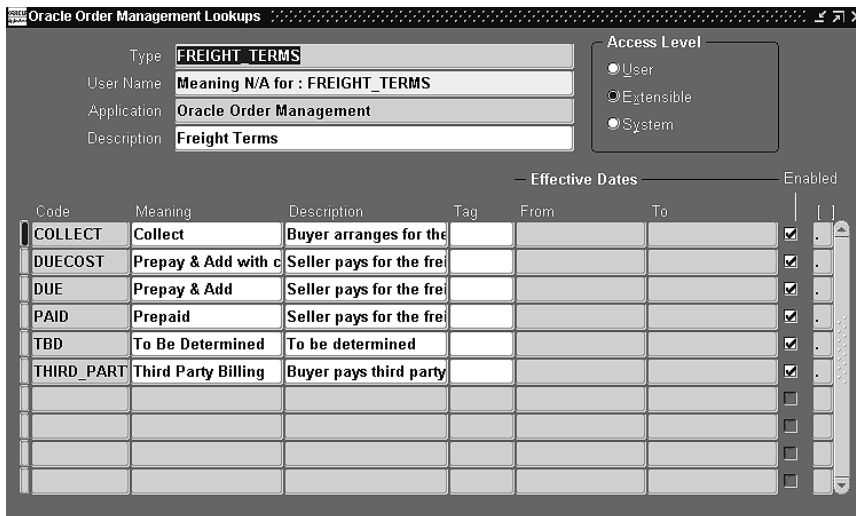 Oracle Order Management Lookups
Type FREIGHT_TERMS
User Name Meaning N/A for : FREIGHT_TERMS
Application Oracle Order Management
Description Freight Terms
Access Level
User
Extensible
System
Effective Dates Enabled
Code Meaning Description Tag From To [ ]
COLLECT Collect Buyer arranges for the .
DUECOST Prepay & Add with c Seller pays for the frei .
DUE Prepay & Add Seller pays for the frei .
PAID Prepaid Seller pays for the frei .
TBD To Be Determined To be determined .
THIRD_PART Third Party Billing Buyer pays third party .